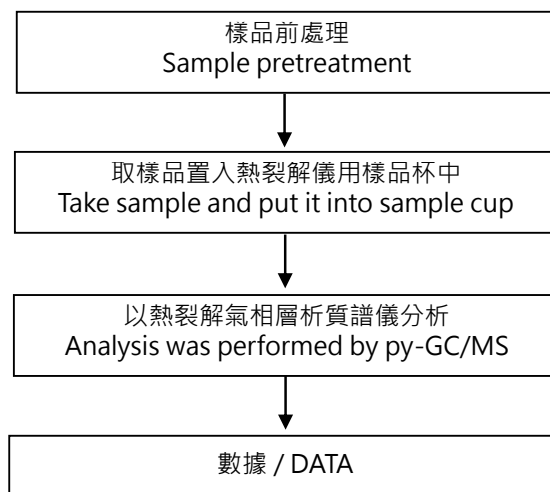 樣品前處理
Sample pretreatment
取樣品置入熱裂解儀用樣品杯中
Take sample and put it into sample cup
以熱裂解氣相層析質譜儀分析
Analysis was performed by py-GC/MS
數據 / DATA